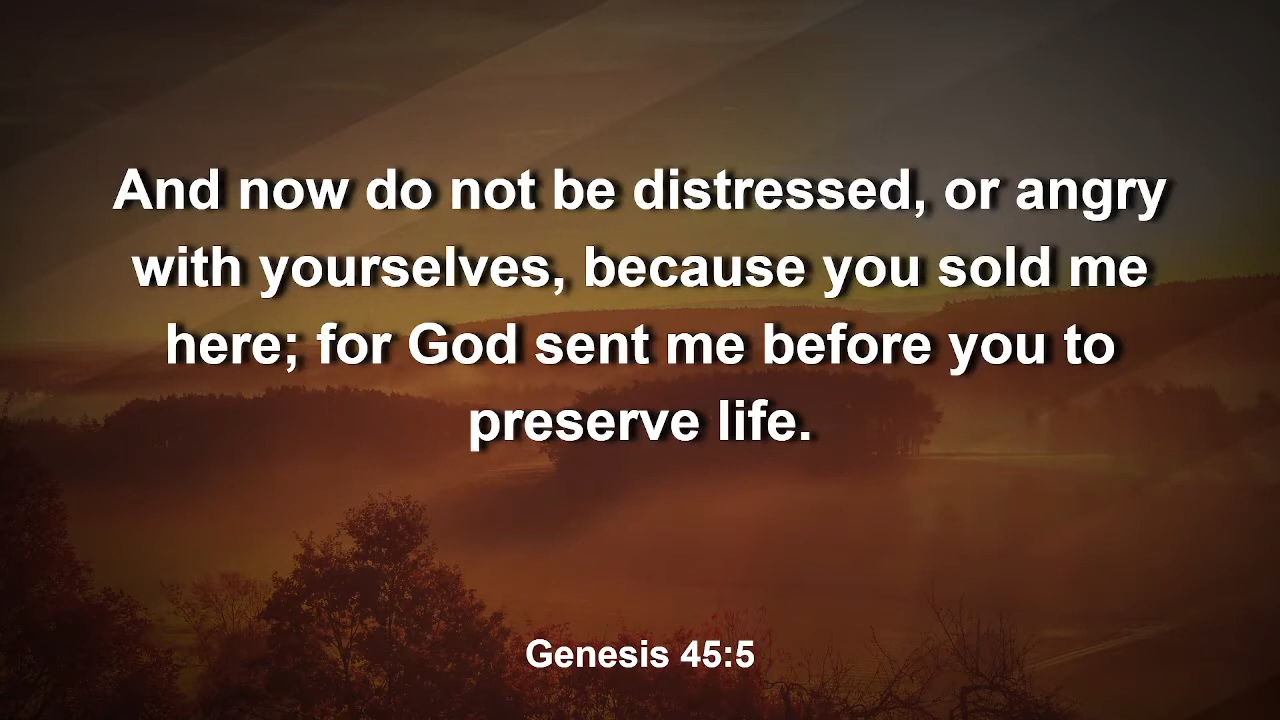 And now do not be distressed, or angry
with yourselves, because you sold me
here; for God sent me before you to
preserve life.
Genesis 45:5